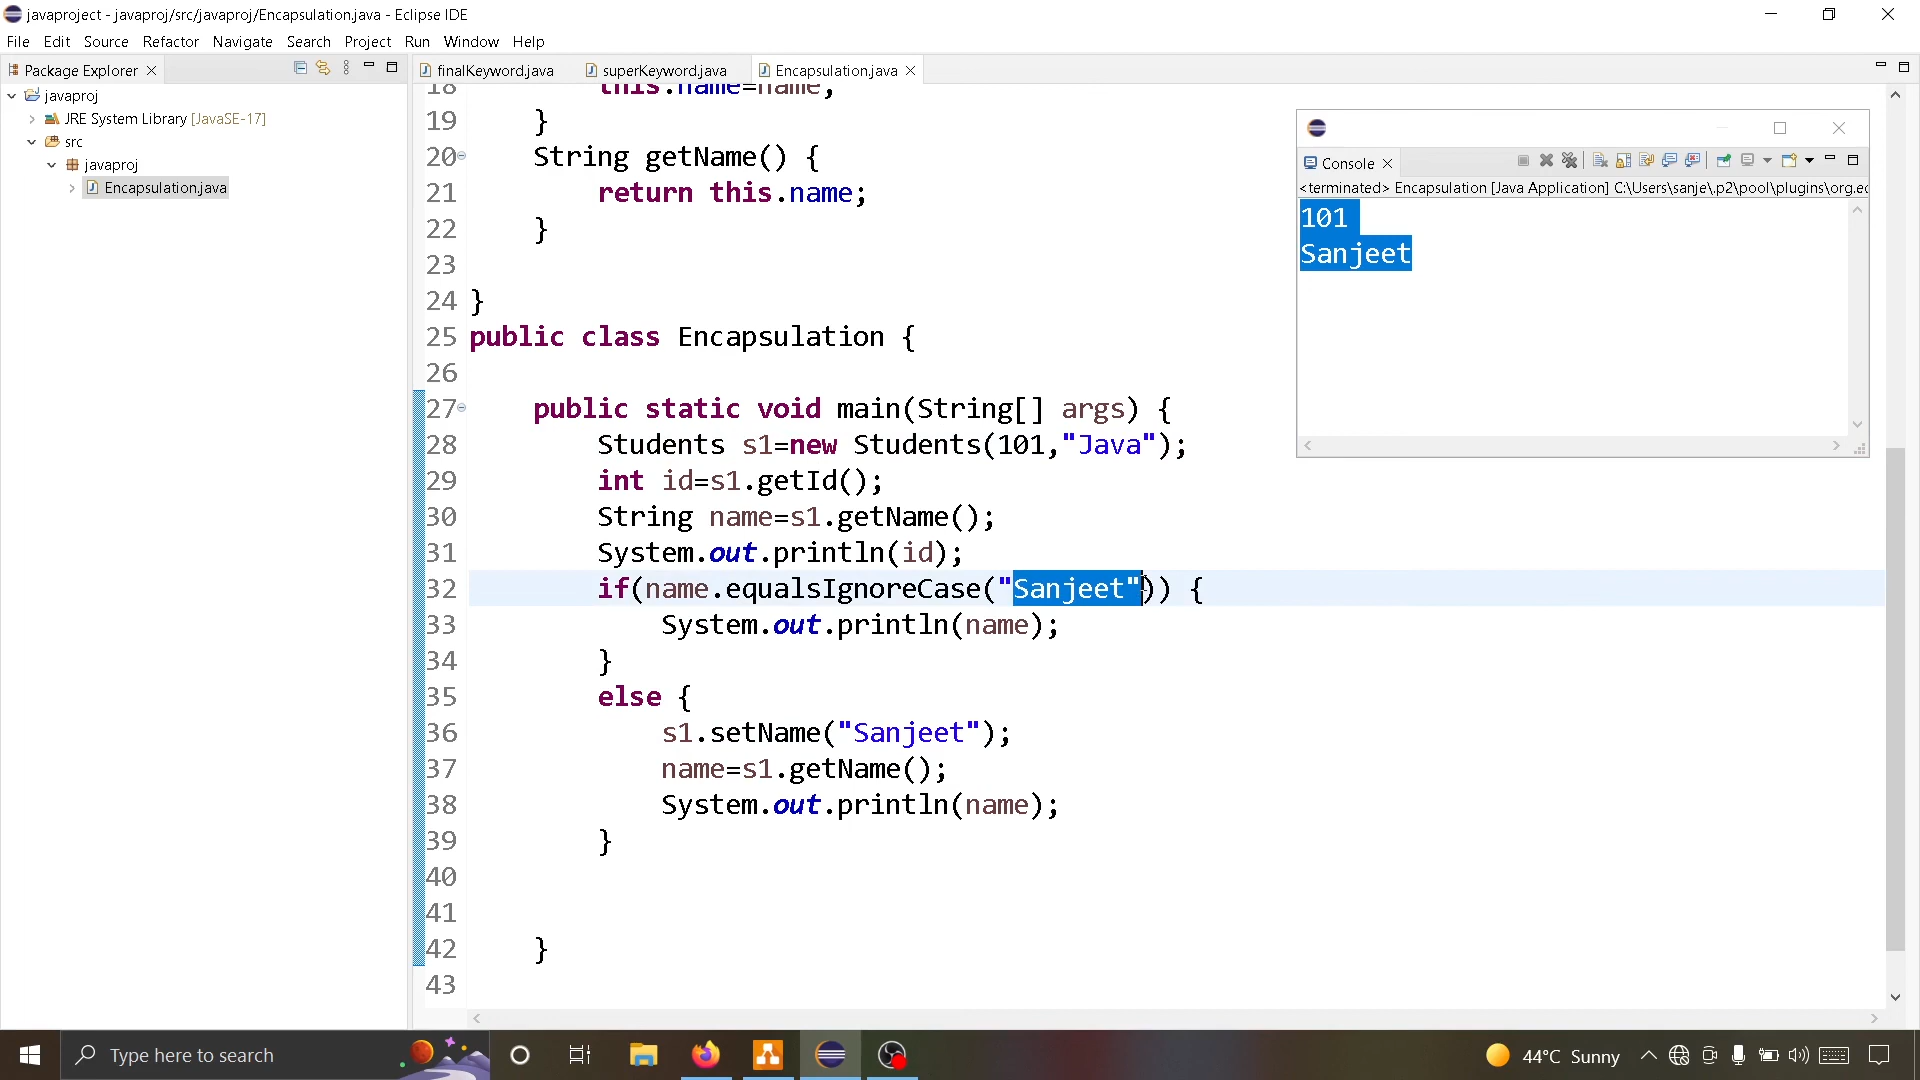 javaproject - javaproj/src/javaproj/Encapsulation.java - Eclipse IDE
File Edit Source Refactor Navigate Search Project Run Window Help
Package Explorer
javaproj
JRE System Library [JavaSE-17]
src
javaproj
Encapsulation.java
finalKeyword.java superKeyword.java Encapsulation.java
18 this.name=name;
19 }
20 String getName() {
21 return this.name;
22 }
23
24 }
25 public class Encapsulation {
26
27 public static void main(String[] args) {
28 Students s1=new Students(101,"Java");
29 int id=s1.getId();
30 String name=s1.getName();
31 System.out.println(id);
32 if(name.equalsIgnoreCase("Sanjeet")) {
33 System.out.println(name);
34 }
35 else {
36 s1.setName("Sanjeet");
37 name=s1.getName();
38 System.out.println(name);
39 }
40
41
42 }
43
Console
<terminated> Encapsulation [Java Application] C:\Users\sanje\.p2\pool\plugins\org.ec
101
Sanjeet
Type here to search
44°C Sunny